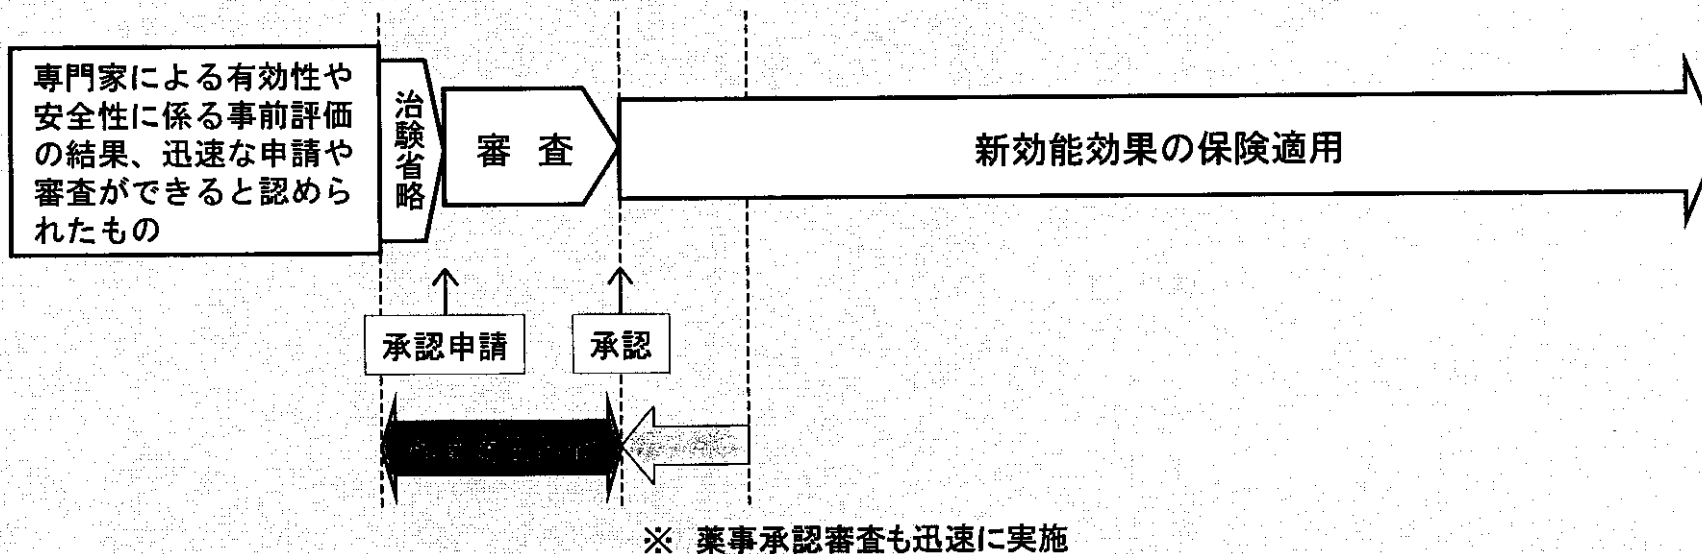 専門家による有効性や
安全性に係る事前評価
の結果、迅速な申請や
審査ができると認めら
れたもの
治験省略
審 査
新効能効果の保険適用
承認申請
承認
※ 薬事承認審査も迅速に実施